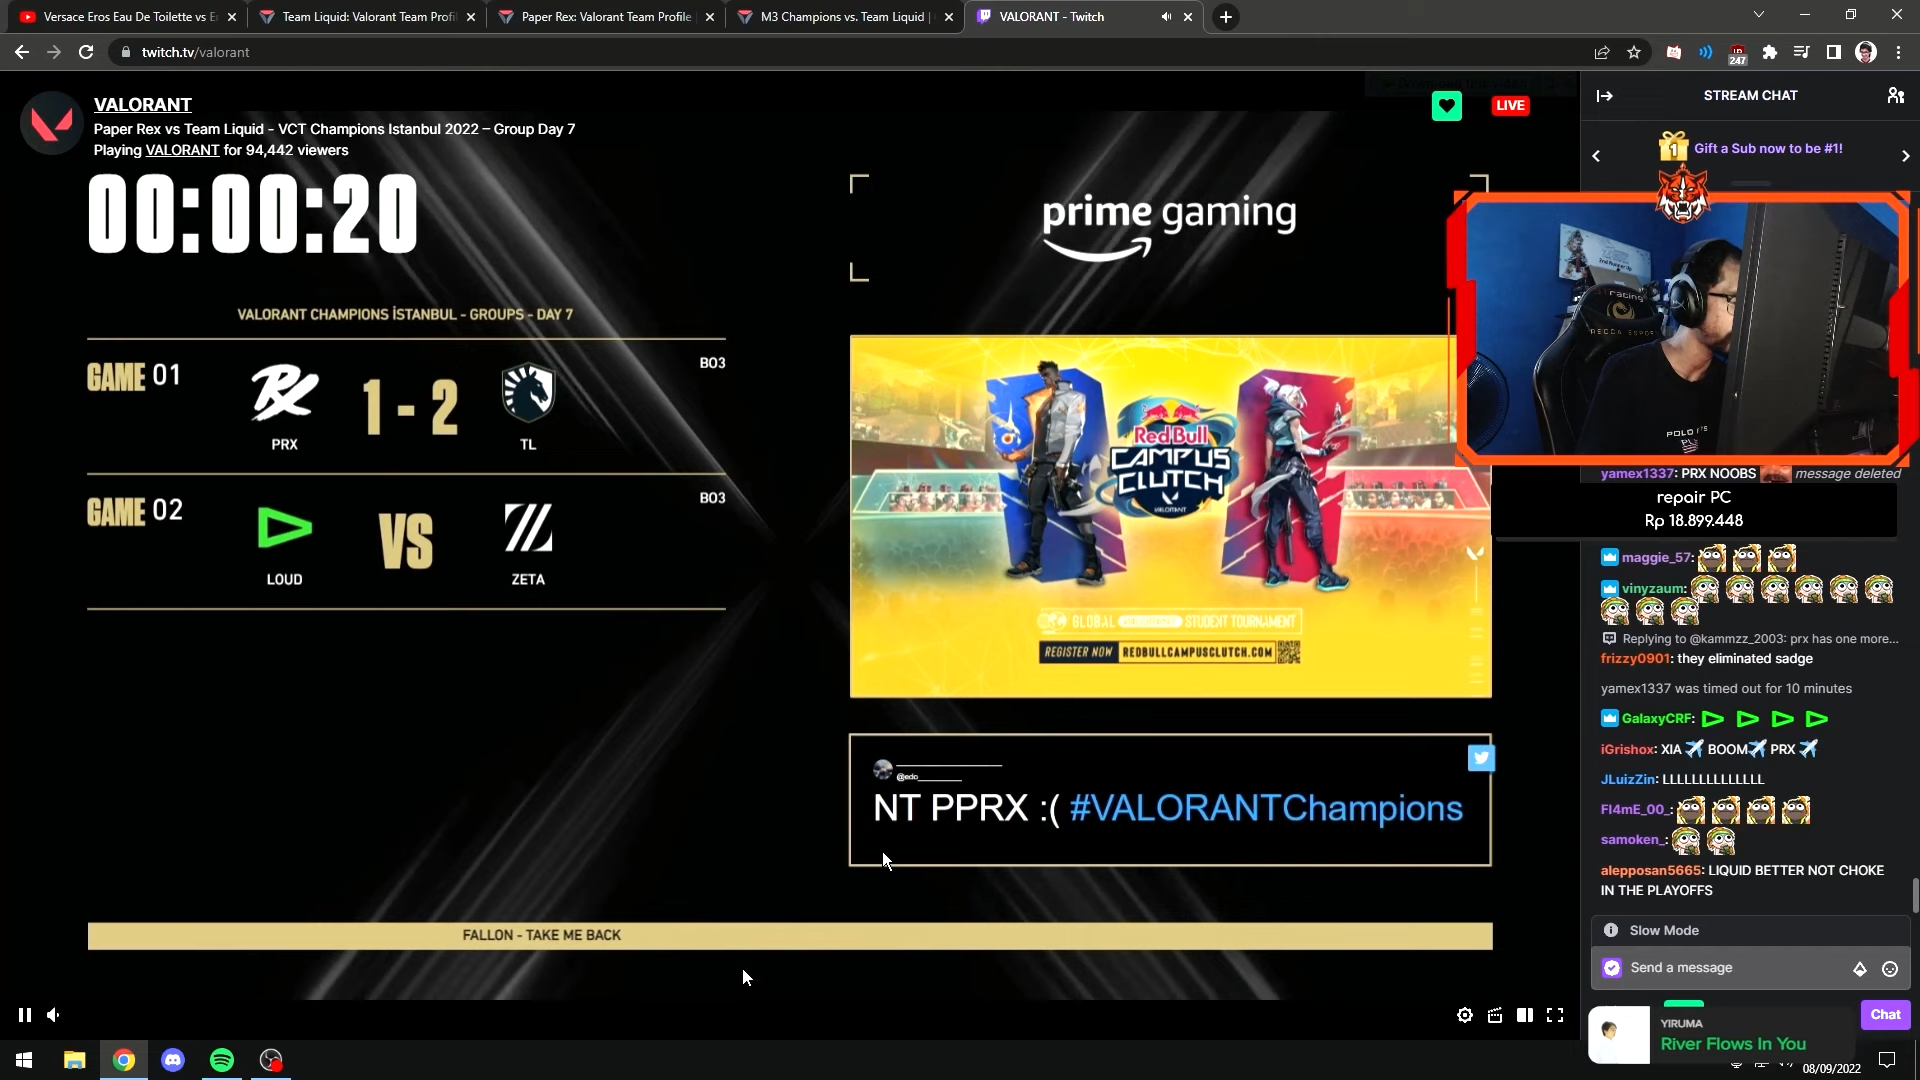 Versace Eros Eau De Toilette vs E
Team Liquid: Valorant Team Profil
Paper Rex: Valorant Team Profile
M3 Champions vs. Team Liquid |
VALORANT - Twitch
twitch.tv/valorant
247
VALORANT
Paper Rex vs Team Liquid - VCT Champions Istanbul 2022 – Group Day 7
Playing VALORANT for 94,442 viewers
LIVE
STREAM CHAT
1
Gift a Sub now to be #1!
00:00:20
prime gaming
VALORANT CHAMPIONS İSTANBUL - GROUPS - DAY 7
GAME 01
PRX
1 - 2
TL
BO3
GAME 02
LOUD
VS
ZETA
BO3
Red Bull
CAMPUS
CLUTCH
VALORANT
GLOBAL STUDENT TOURNAMENT
REGISTER NOW REDBULLCAMPUSCLUTCH.COM
@edo_________
NT PPRX :( #VALORANTChampions
FALLON - TAKE ME BACK
racing
POLO
yamex1337: PRX NOOBS message deleted
repair PC
Rp 18.899.448
maggie_57:
vinyzaum:
Replying to @kammzz_2003: prx has one more...
frizzy0901: they eliminated sadge
yamex1337 was timed out for 10 minutes
GalaxyCRF:
iGrishox: XIA ✈️ BOOM✈️ PRX ✈️
JLuizZin: LLLLLLLLLLLLLL
Fl4mE_00_:
samoken_:
alepposan5665: LIQUID BETTER NOT CHOKE
IN THE PLAYOFFS
Slow Mode
Send a message
Chat
YIRUMA
River Flows In You
08/09/2022